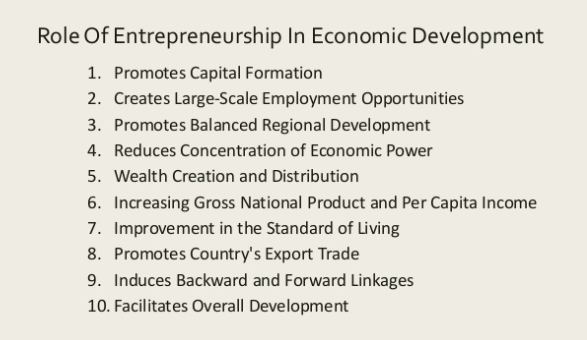 Role Of Entrepreneurship In Economic Development
1. Promotes Capital Formation
2. Creates Large-Scale Employment Opportunities
3. Promotes Balanced Regional Development
4. Reduces Concentration of Economic Power
5. Wealth Creation and Distribution
6. Increasing Gross National Product and Per Capita Income
7. Improvement in the Standard of Living
8. Promotes Country's Export Trade
9. Induces Backward and Forward Linkages
10. Facilitates Overall Development